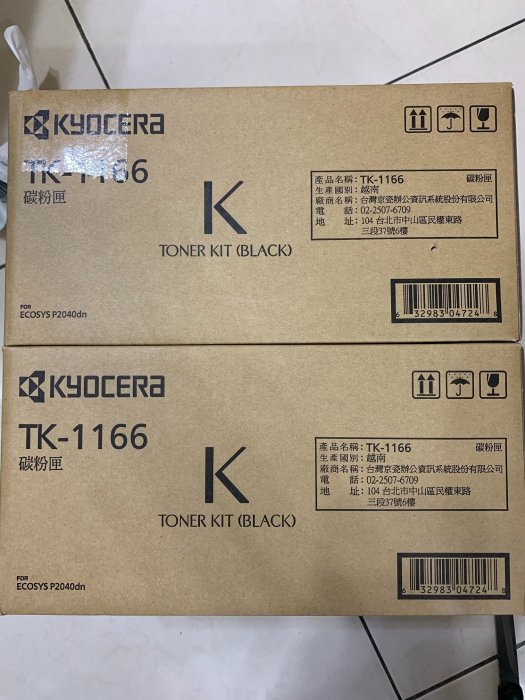 KYOCERA
TK-1166
碳粉匣
K
TONER KIT (BLACK)
產品名稱：TK-1166 碳粉匣
生產國別：越南
廠商名稱：台灣京瓷辦公資訊系統股份有限公司
電 話：02-2507-6709
地 址：104 台北市中山區民權東路
三段37號6樓
FOR
ECOSYS P2040dn
6 32983 04724 8
KYOCERA
TK-1166
碳粉匣
K
TONER KIT (BLACK)
產品名稱：TK-1166 碳粉匣
生產國別：越南
廠商名稱：台灣京瓷辦公資訊系統股份有限公司
電 話：02-2507-6709
地 址：104 台北市中山區民權東路
三段37號6樓
FOR
ECOSYS P2040dn
6 32983 04724 8